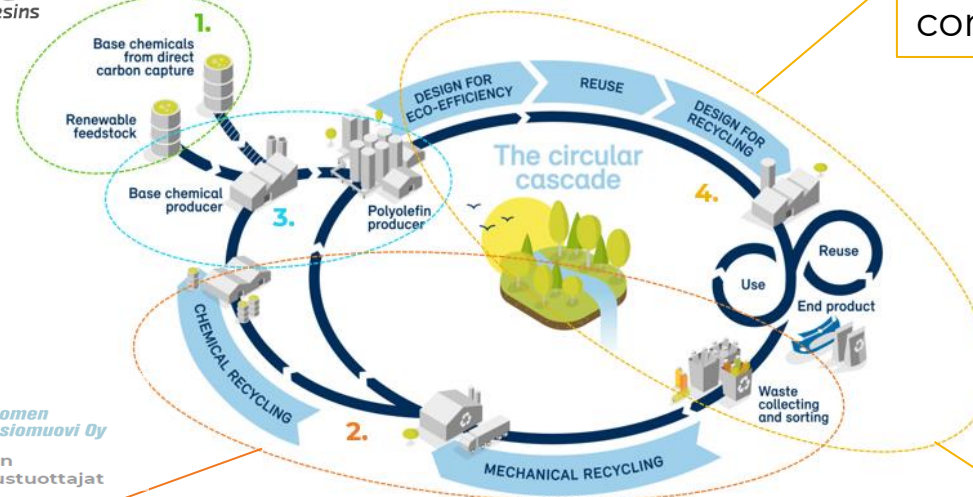 esins
1.
Base chemicals
from direct
carbon capture
Renewable
feedstock
Base chemical
producer
3.
Polyolefin
producer
DESIGN FOR
ECO-EFFICIENCY
REUSE
DESIGN FOR
RECYCLING
con
The circular
cascade
4.
Use
Reuse
End product
Waste
collecting
and sorting
MECHANICAL RECYCLING
2.
CHEMICAL RECYCLING
omen
siomuovi Oy
n
ustuottajat